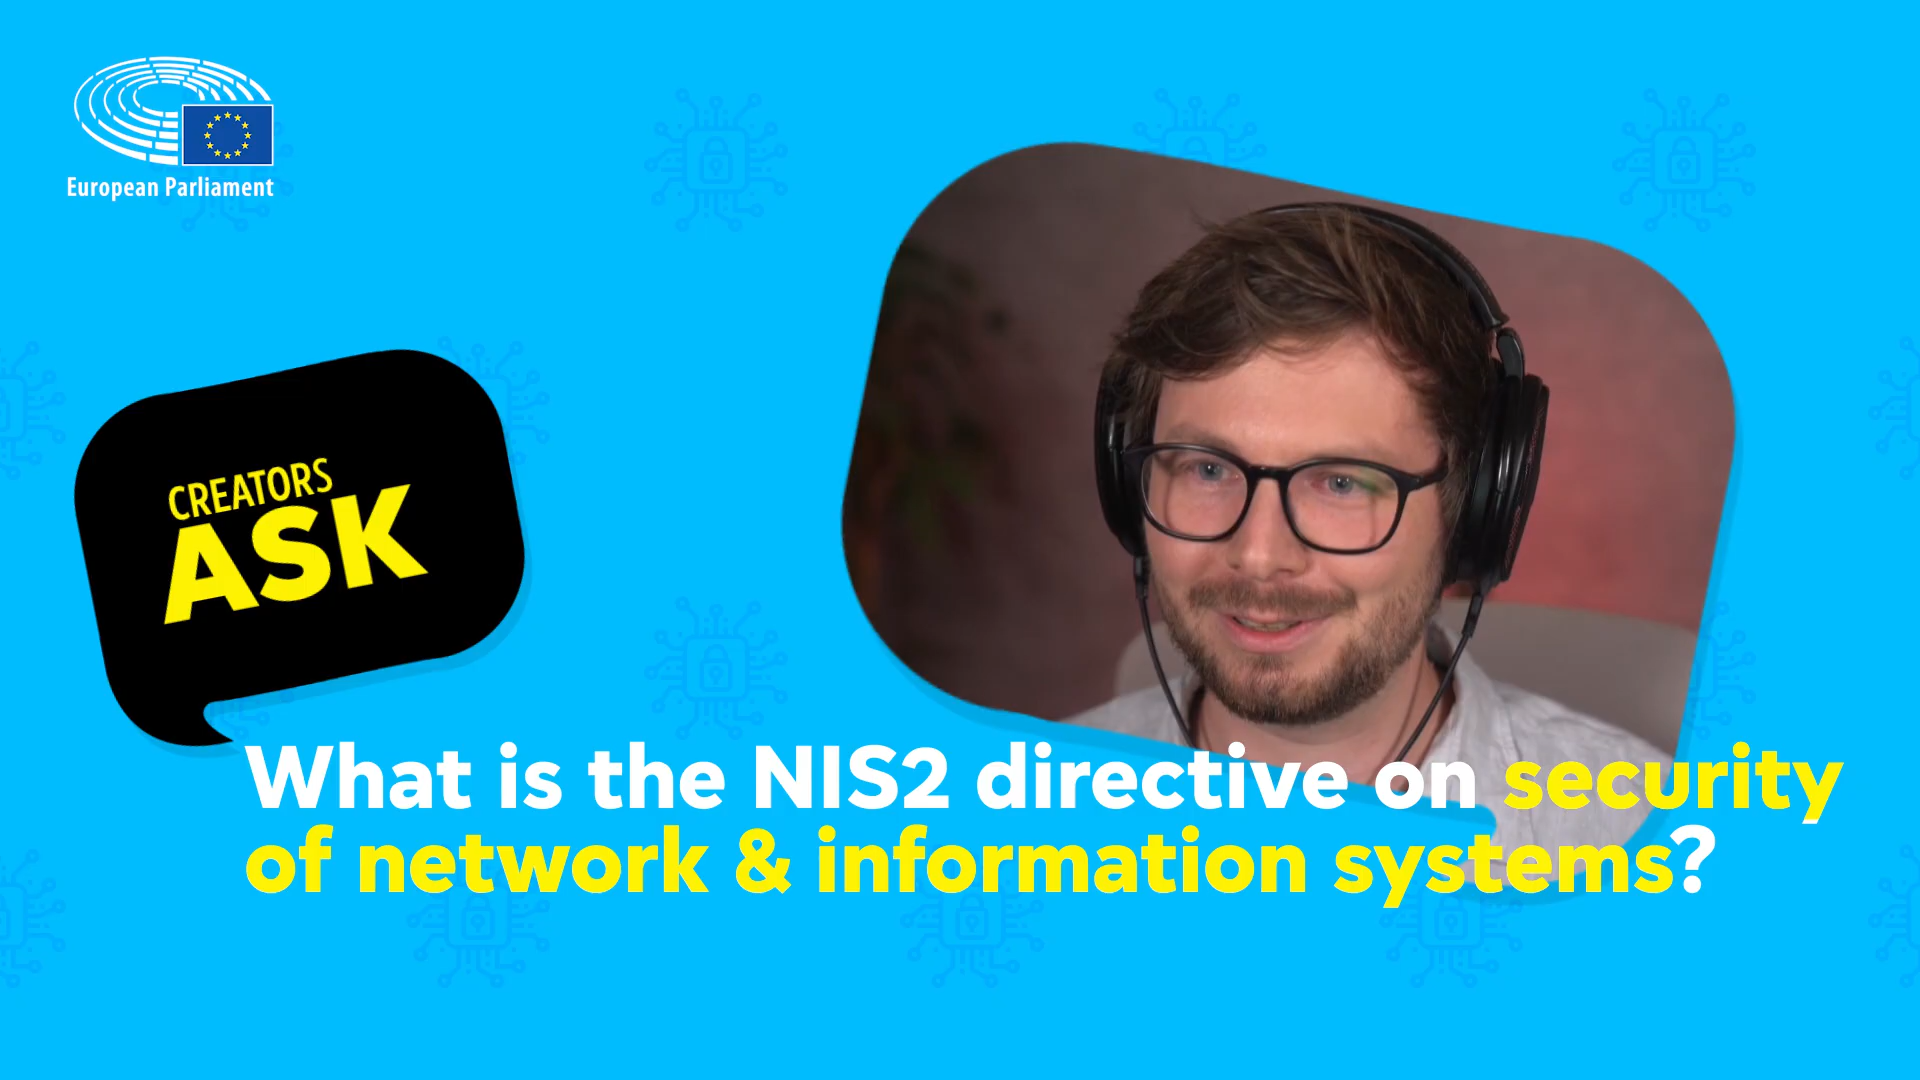 European Parliament
CREATORS
ASK
What is the NIS2 directive on security
of network & information systems?